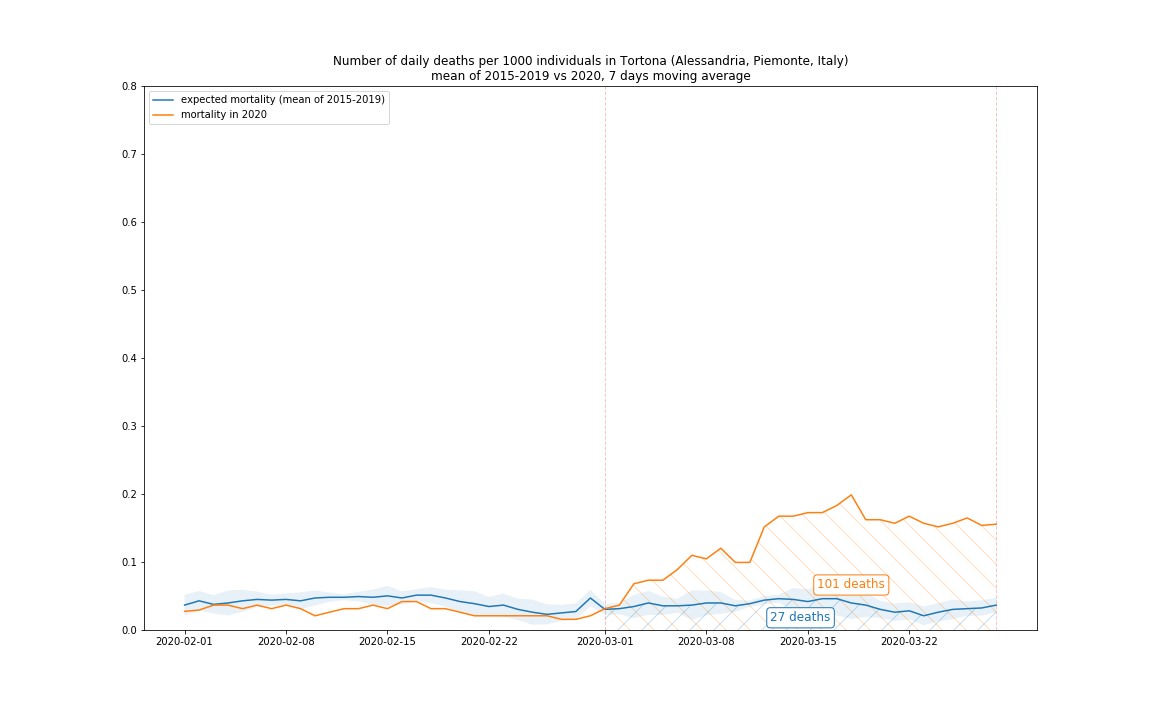 Number of daily deaths per 1000 individuals in Tortona (Alessandria, Piemonte, Italy)
mean of 2015-2019 vs 2020, 7 days moving average
0.8
expected mortality (mean of 2015-2019)
mortality in 2020
0.7
0.6
0.5
0.4
0.3
0.2
0.1
101 deaths
27 deaths
0.0
2020-02-01 2020-02-08 2020-02-15 2020-02-22 2020-03-01 2020-03-08 2020-03-15 2020-03-22